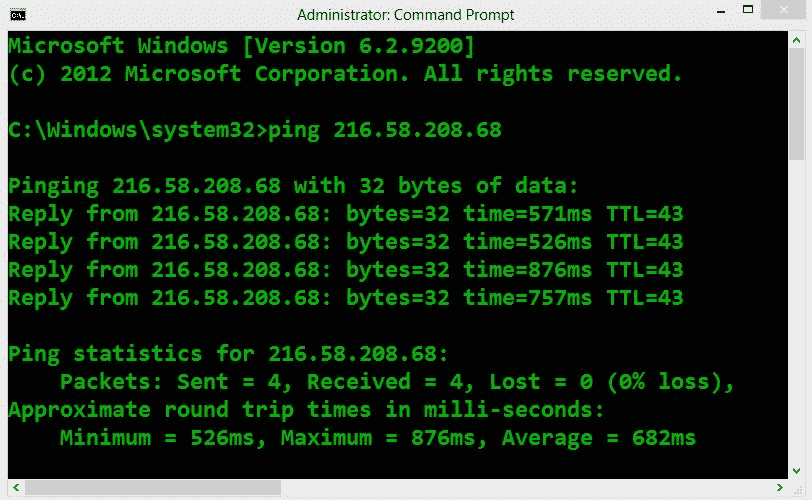 Administrator: Command Prompt
Microsoft Windows [Version 6.2.9200]
(c) 2012 Microsoft Corporation. All rights reserved.
C:\Windows\system32>ping 216.58.208.68
Pinging 216.58.208.68 with 32 bytes of data:
Reply from 216.58.208.68: bytes=32 time=571ms TTL=43
Reply from 216.58.208.68: bytes=32 time=526ms TTL=43
Reply from 216.58.208.68: bytes=32 time=876ms TTL=43
Reply from 216.58.208.68: bytes=32 time=757ms TTL=43
Ping statistics for 216.58.208.68:
    Packets: Sent = 4, Received = 4, Lost = 0 (0% loss),
Approximate round trip times in milli-seconds:
    Minimum = 526ms, Maximum = 876ms, Average = 682ms